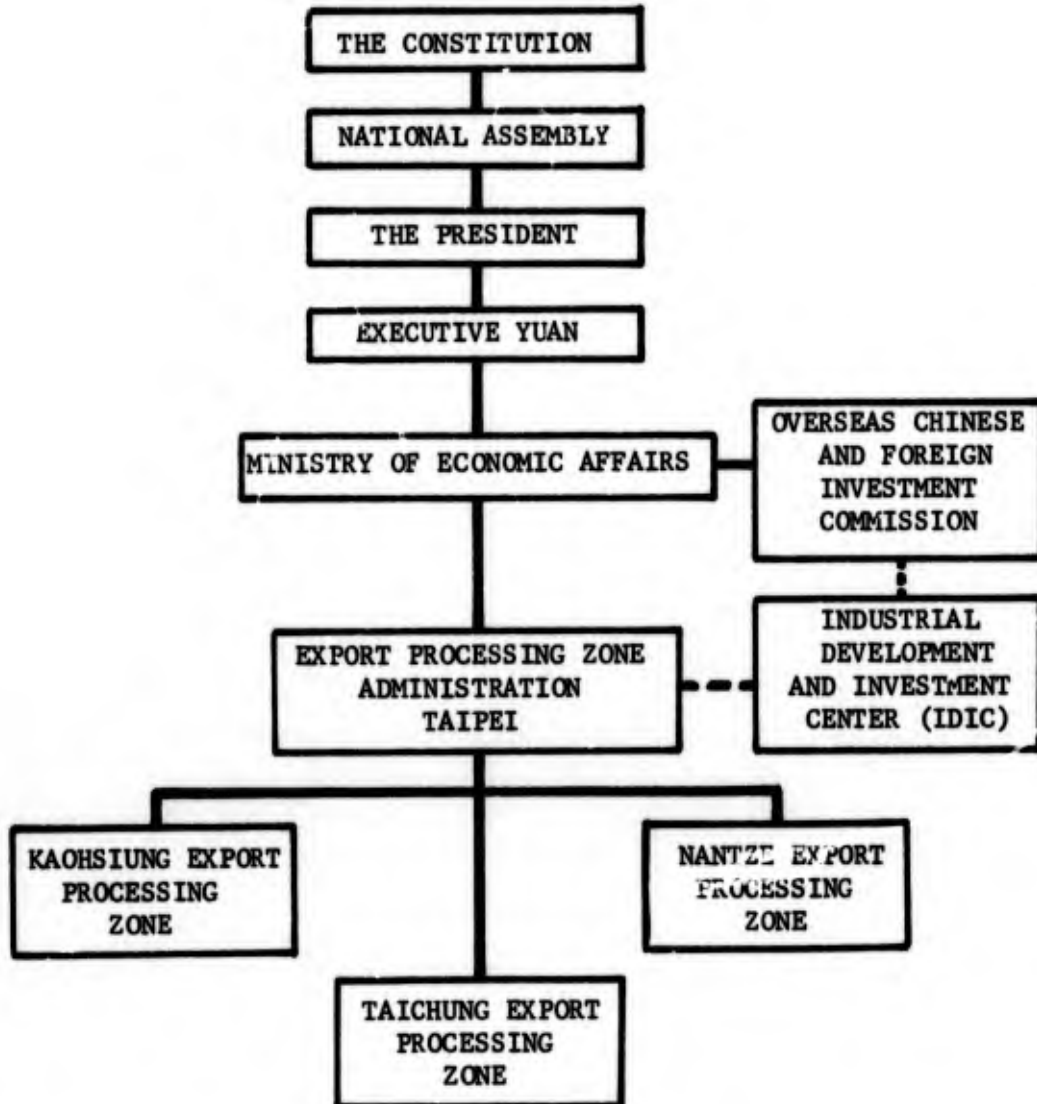 THE CONSTITUTION
NATIONAL ASSEMBLY
THE PRESIDENT
EXECUTIVE YUAN
MINISTRY OF ECONOMIC AFFAIRS
OVERSEAS CHINESE
AND FOREIGN
INVESTMENT
COMMISSION
EXPORT PROCESSING ZONE
ADMINISTRATION
TAIPEI
INDUSTRIAL
DEVELOPMENT
AND INVESTMENT
CENTER (IDIC)
KAOHSIUNG EXPORT
PROCESSING
ZONE
NANTZE EXPORT
PROCESSING
ZONE
TAICHUNG EXPORT
PROCESSING
ZONE